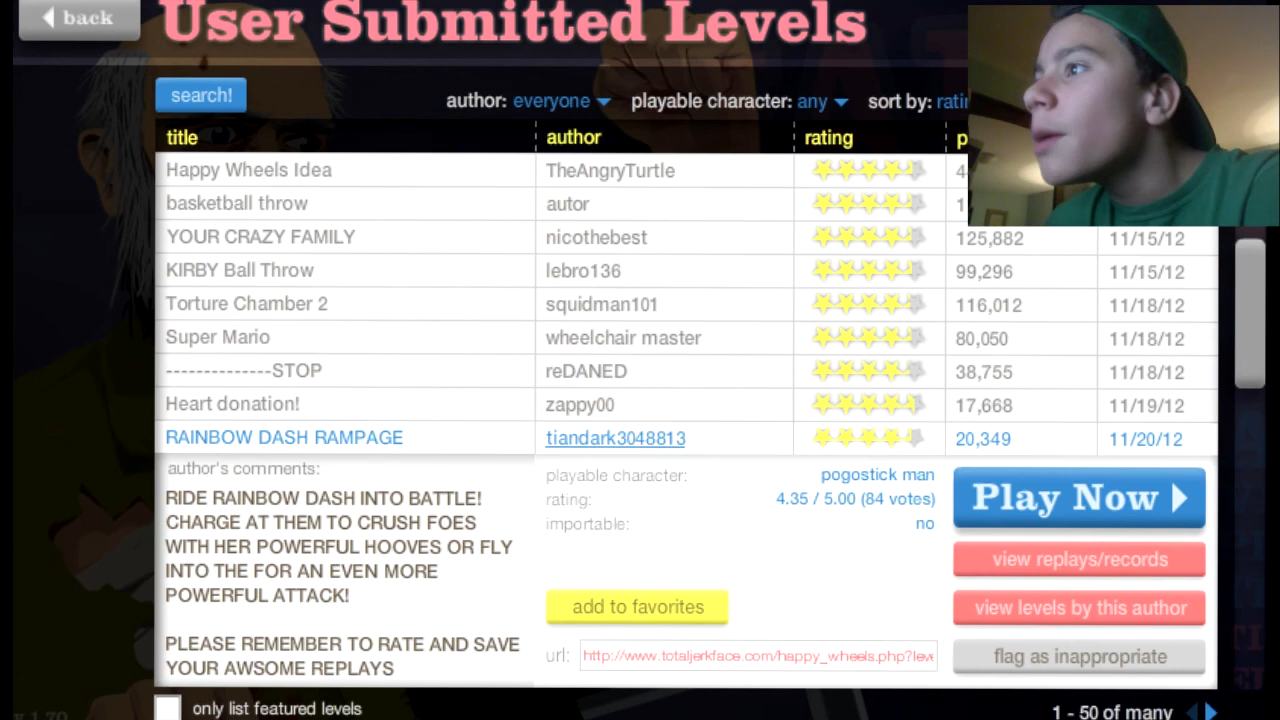 back
User Submitted Levels
search!
author: everyone playable character: any sort by:
title author rating
Happy Wheels Idea TheAngryTurtle
basketball throw autor
YOUR CRAZY FAMILY nicothebest 125,882 11/15/12
KIRBY Ball Throw lebro136 99,296 11/15/12
Torture Chamber 2 squidman101 116,012 11/18/12
Super Mario wheelchair master 80,050 11/18/12
--------------STOP reDANED 38,755 11/18/12
Heart donation! zappy00 17,668 11/19/12
RAINBOW DASH RAMPAGE tiandark3048813 20,349 11/20/12
author's comments:
RIDE RAINBOW DASH INTO BATTLE!
CHARGE AT THEM TO CRUSH FOES
WITH HER POWERFUL HOOVES OR FLY
INTO THE FOR AN EVEN MORE
POWERFUL ATTACK!
PLEASE REMEMBER TO RATE AND SAVE
YOUR AWSOME REPLAYS
playable character: pogostick man
rating: 4.35 / 5.00 (84 votes)
importable: no
add to favorites
url: http://www.totaljerkface.com/happy_wheels.php?leve
Play Now
view replays/records
view levels by this author
flag as inappropriate
only list featured levels
1 - 50 of many